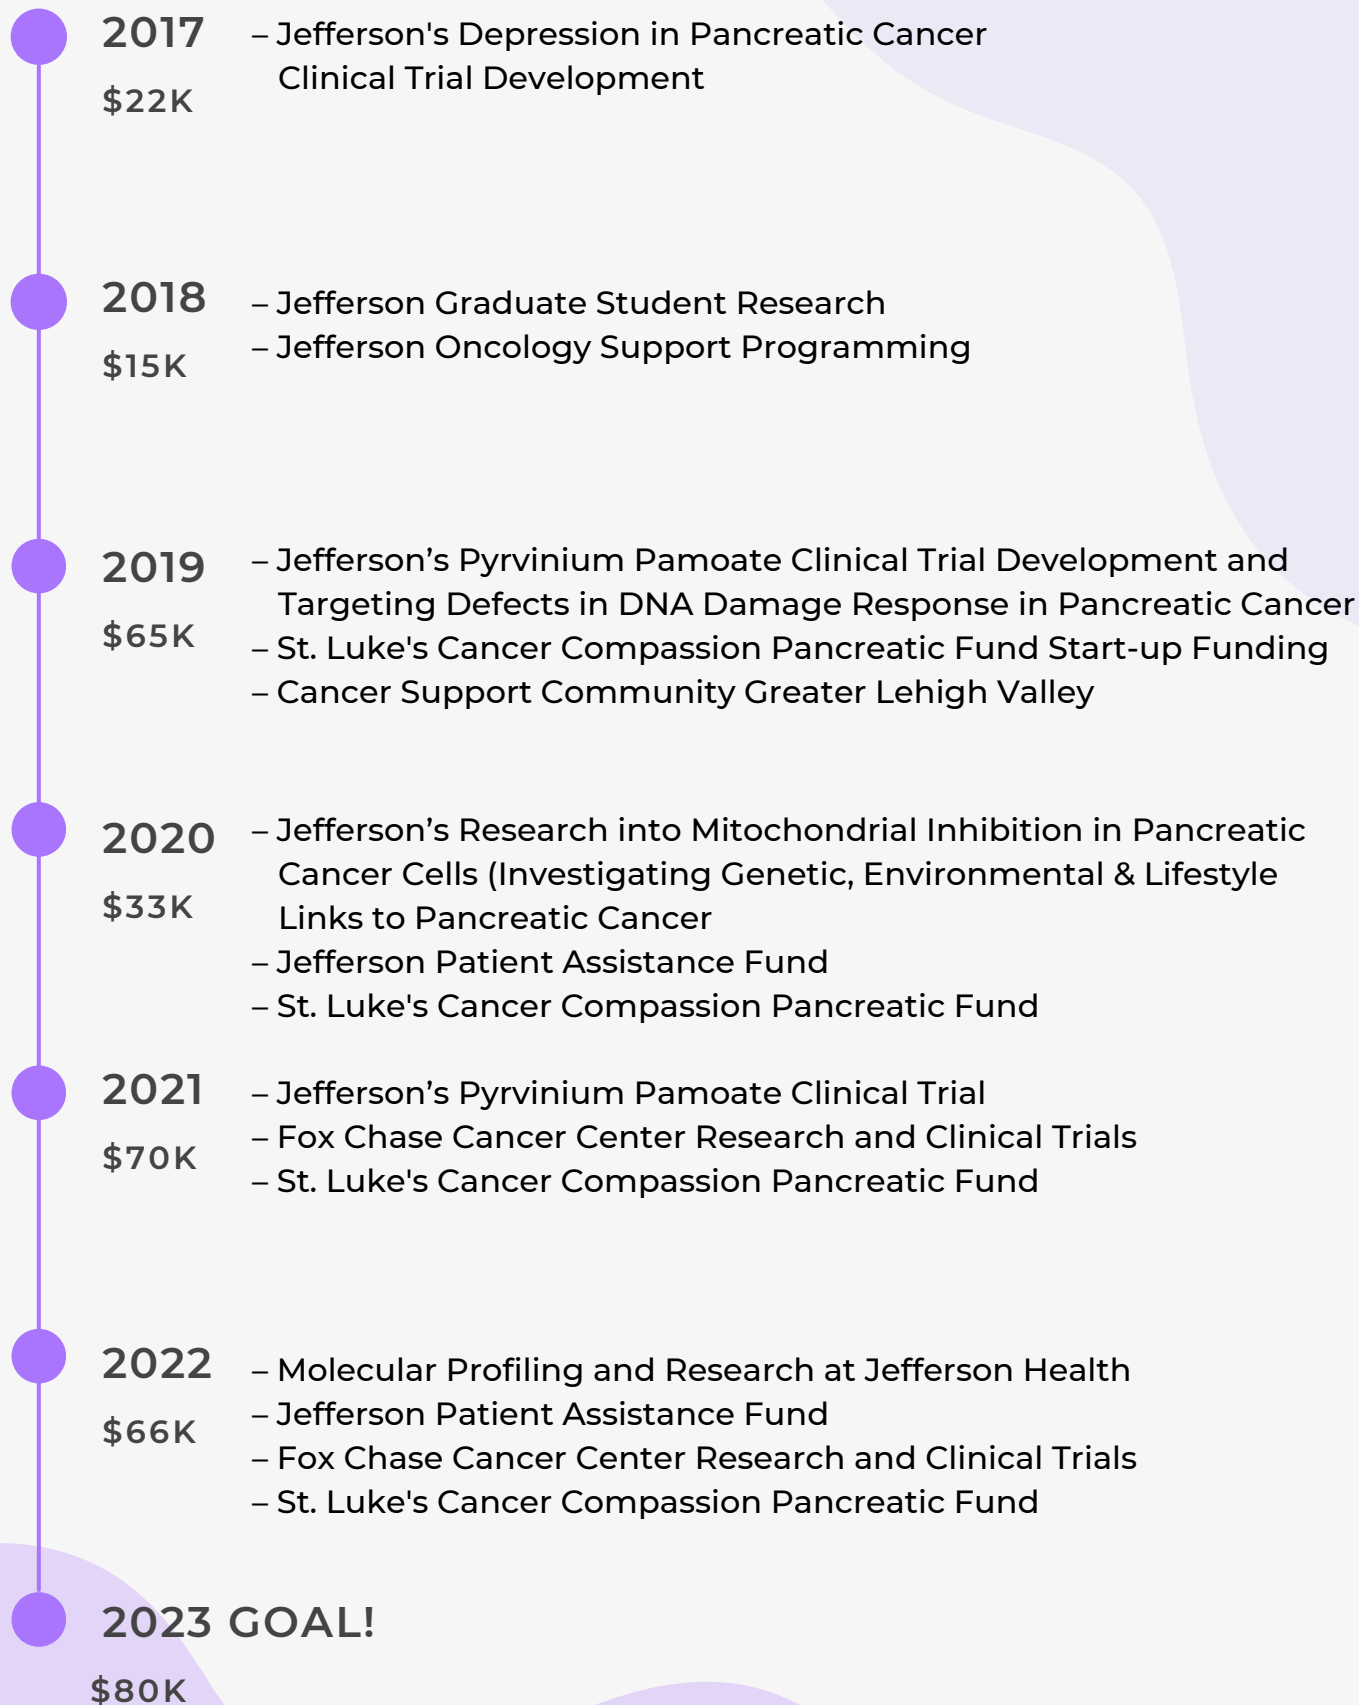 2017
$22K
– Jefferson's Depression in Pancreatic Cancer
Clinical Trial Development
2018
$15K
– Jefferson Graduate Student Research
– Jefferson Oncology Support Programming
2019
$65K
– Jefferson’s Pyrvinium Pamoate Clinical Trial Development and
Targeting Defects in DNA Damage Response in Pancreatic Cancer
– St. Luke's Cancer Compassion Pancreatic Fund Start-up Funding
– Cancer Support Community Greater Lehigh Valley
2020
$33K
– Jefferson’s Research into Mitochondrial Inhibition in Pancreatic
Cancer Cells (Investigating Genetic, Environmental & Lifestyle
Links to Pancreatic Cancer
– Jefferson Patient Assistance Fund
– St. Luke's Cancer Compassion Pancreatic Fund
2021
$70K
– Jefferson’s Pyrvinium Pamoate Clinical Trial
– Fox Chase Cancer Center Research and Clinical Trials
– St. Luke's Cancer Compassion Pancreatic Fund
2022
$66K
– Molecular Profiling and Research at Jefferson Health
– Jefferson Patient Assistance Fund
– Fox Chase Cancer Center Research and Clinical Trials
– St. Luke's Cancer Compassion Pancreatic Fund
2023 GOAL!
$80K